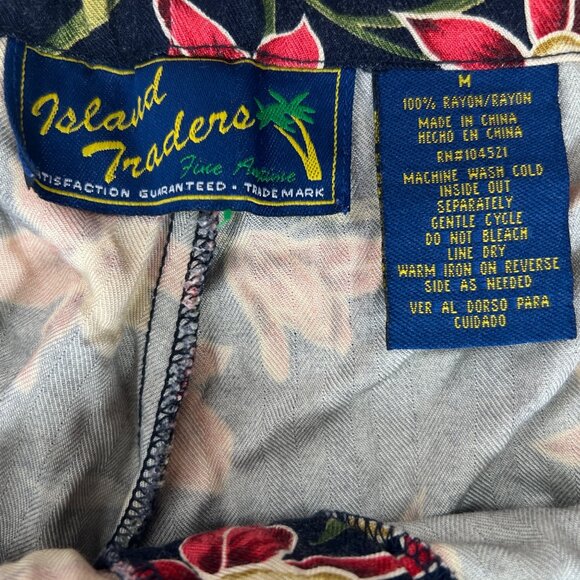 Island
Traders
Fine
SATISFACTION GUARANTEED • TRADEMARK
M
100% RAYON/RAYON
MADE IN CHINA
HECHO EN CHINA
RN#104521
MACHINE WASH COLD
INSIDE OUT
SEPARATELY
GENTLE CYCLE
DO NOT BLEACH
LINE DRY
WARM IRON ON REVERSE
SIDE AS NEEDED
VER AL DORSO PARA
CUIDADO